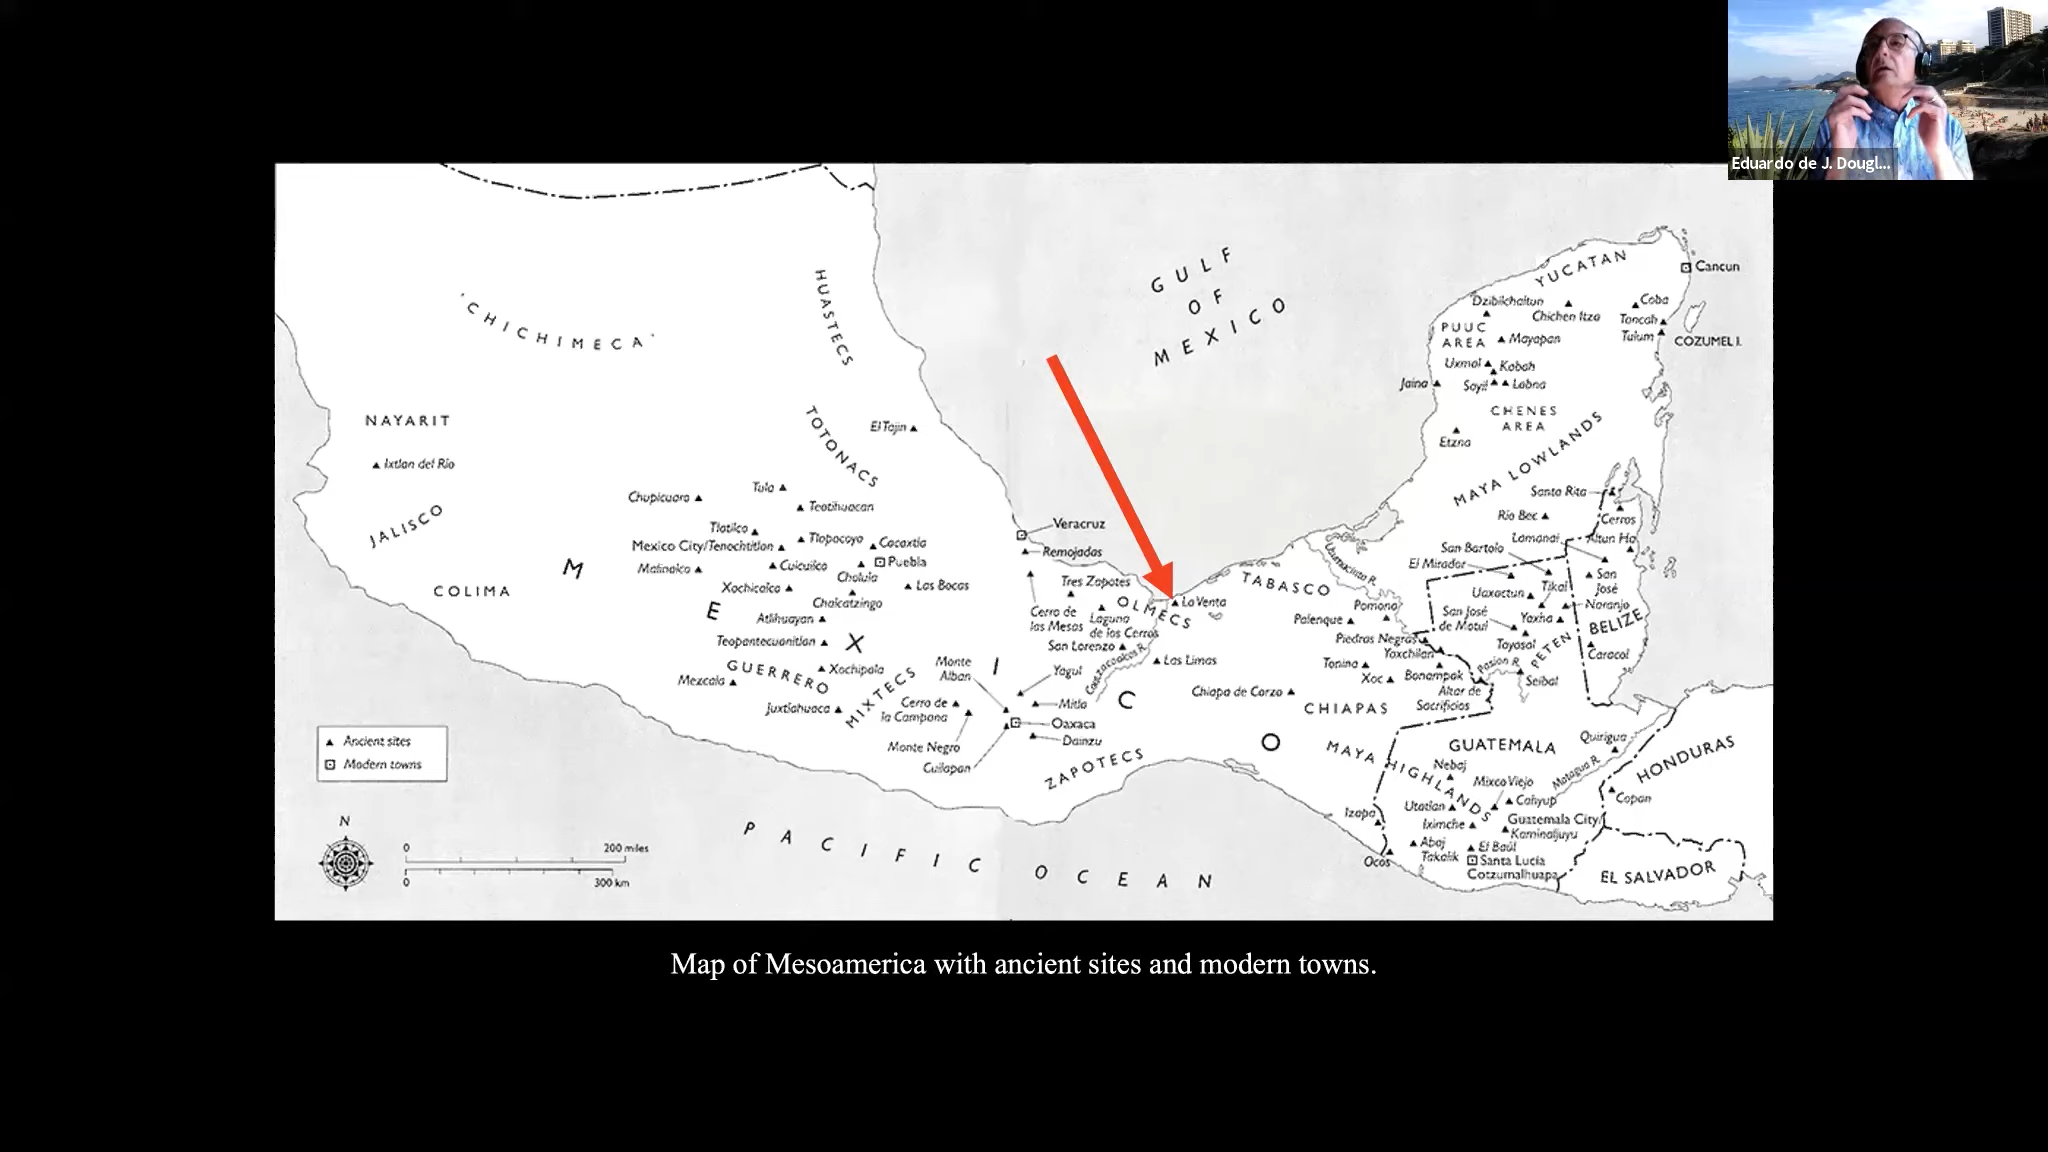 Eduardo de J. Dougl...
GULF
OF
MEXICO
YUCATAN
Cancun
'CHICHIMECA'
HUASTECS
Dzibilchaltun
Chichen Itza
Coba
Tancah
Tulum
COZUMEL I.
PUUC
AREA
Mayapan
Uxmal
Kabah
Jaina
Sayil
Labna
CHENES
AREA
Etzna
NAYARIT
Ixtlan del Rio
TOTONACS
El Tajin
MAYA LOWLANDS
JALISCO
Chupicuaro
Tula
Teotihuacan
Santa Rita
Rio Bec
Cerros
Tlatilco
Tlapacoya
Cacaxtla
Veracruz
Remojadas
Lamanai
Altun Ha
San Bartolo
El Mirador
Mexico City/Tenochtitlan
Malinalco
Cuicuilco
Cholula
Puebla
Usumacinta R.
TABASCO
Tikal
San
José
COLIMA
Xochicalco
Chalcatzingo
Las Bocas
Tres Zapotes
OLMECS
La Venta
Uaxactun
Naranjo
Cerro de
las Mesas
Laguna
de los Cerros
Pomona
San José
de Motul
Yaxha
BELIZE
Atlihuayan
Teopantecuanitlan
San Lorenzo
Palenque
Piedras Negras
Tayasal
PETEN
Caracol
MEXICO
GUERRERO
Xochipala
Mezcala
MIXTECS
Monte
Alban
Yagul
Coatzacoalcos R.
Las Limas
Yaxchilan
Tonina
Xoc
Bonampak
Pasion R.
Seibal
Altar de
Sacrificios
Chiapa de Corzo
CHIAPAS
Juxtlahuaca
Cerro de
la Campana
Mitla
Oaxaca
Dainzu
Monte Negro
Cuilapan
ZAPOTECS
MAYA HIGHLANDS
GUATEMALA
Quirigua
HONDURAS
Nebaj
Mixco Viejo
Motagua R.
Ancient sites
Modern towns
Izapa
Utatlan
Cahyup
Copan
Iximche
Guatemala City/
Kaminaljuyu
Ocos
Abaj
Takalik
El Baúl
Santa Lucia
Cotzumalhuapa
EL SALVADOR
N
0 200 miles
0 300 km
PACIFIC OCEAN
Map of Mesoamerica with ancient sites and modern towns.